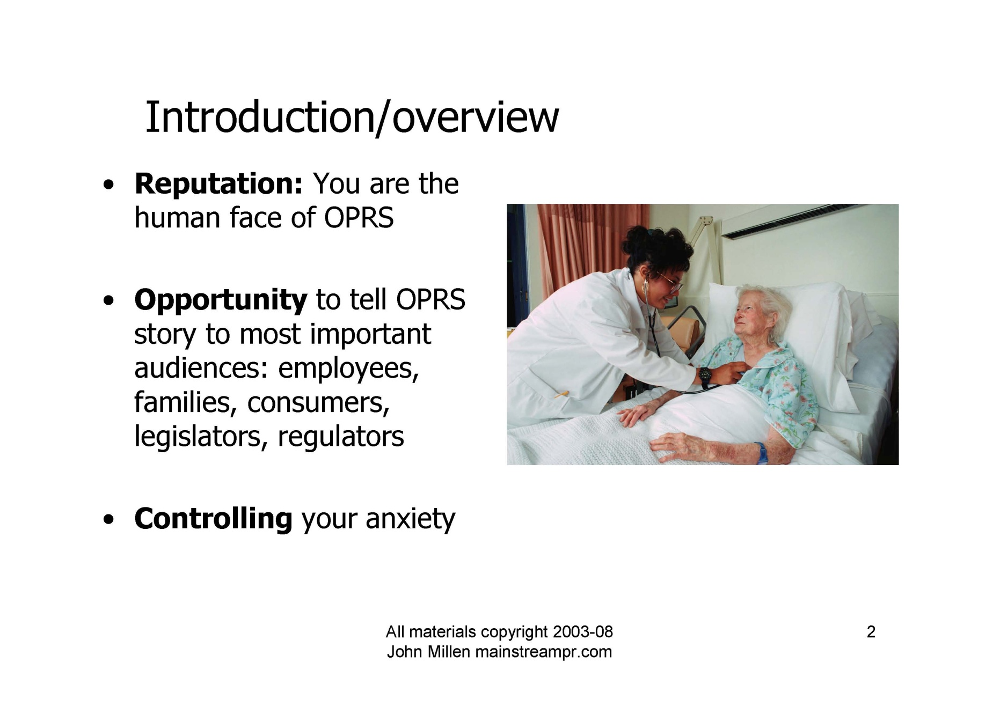 Introduction/overview
• Reputation: You are the
human face of OPRS
• Opportunity to tell OPRS
story to most important
audiences: employees,
families, consumers,
legislators, regulators
• Controlling your anxiety
All materials copyright 2003-08
John Millen mainstreampr.com
2